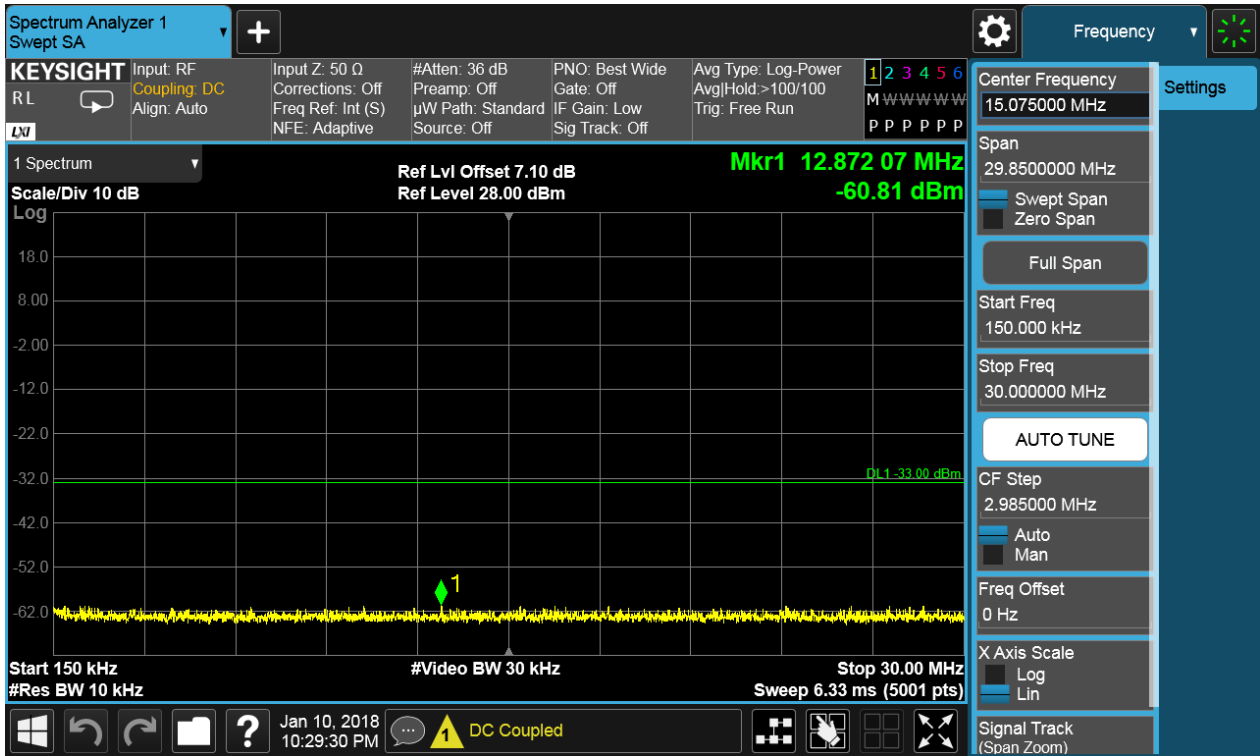 Spectrum Analyzer 1
Swept SA
+
Frequency
KEYSIGHT
R L
LXI
Input: RF
Coupling: DC
Align: Auto
Input Z: 50 Ω
Corrections: Off
Freq Ref: Int (S)
NFE: Adaptive
#Atten: 36 dB
Preamp: Off
µW Path: Standard
Source: Off
PNO: Best Wide
Gate: Off
IF Gain: Low
Sig Track: Off
Avg Type: Log-Power
Avg|Hold:>100/100
Trig: Free Run
1 2 3 4 5 6
M W W W W W
P P P P P P
1 Spectrum
Scale/Div 10 dB
Log
Ref Lvl Offset 7.10 dB
Ref Level 28.00 dBm
Mkr1 12.872 07 MHz
-60.81 dBm
18.0
8.00
-2.00
-12.0
-22.0
-32.0
-42.0
-52.0
-62.0
DL1 -33.00 dBm
1
Start 150 kHz
#Res BW 10 kHz
#Video BW 30 kHz
Stop 30.00 MHz
Sweep 6.33 ms (5001 pts)
Center Frequency
15.075000 MHz
Span
29.8500000 MHz
Swept Span
Zero Span
Full Span
Start Freq
150.000 kHz
Stop Freq
30.000000 MHz
AUTO TUNE
CF Step
2.985000 MHz
Auto
Man
Freq Offset
0 Hz
X Axis Scale
Log
Lin
Signal Track
(Span Zoom)
Settings
?
Jan 10, 2018
10:29:30 PM
1
DC Coupled